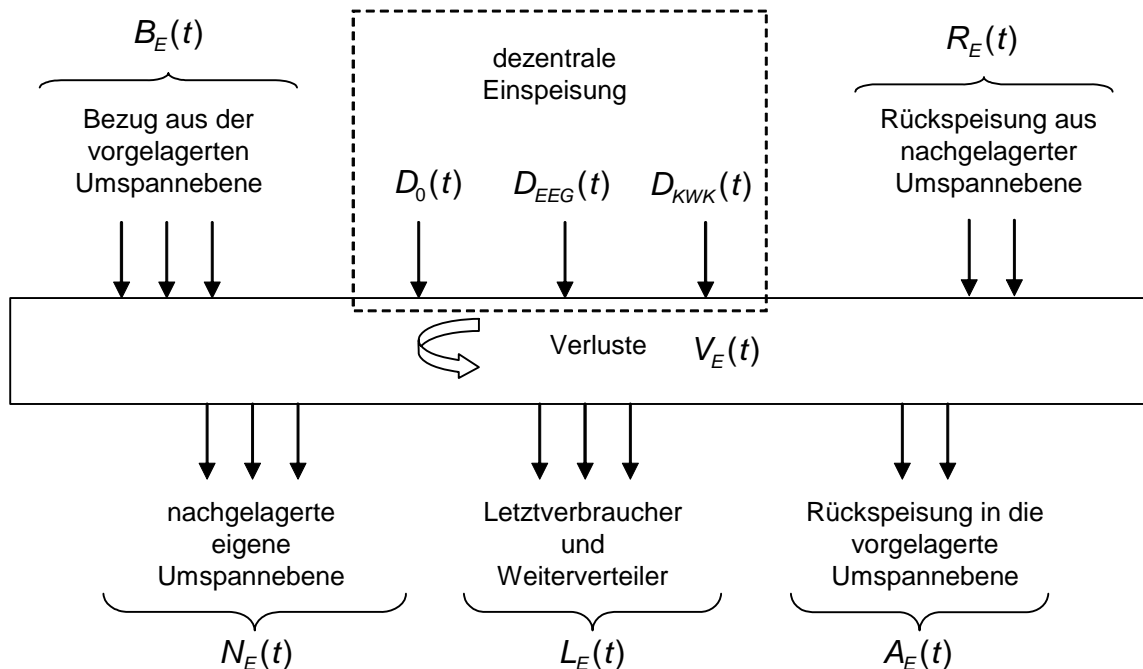 B_E(t)
Bezug aus der
vorgelagerten
Umspannebene
dezentrale
Einspeisung
D_0(t)
D_EEG(t)
D_KWK(t)
R_E(t)
Rückspeisung aus
nachgelagerter
Umspannebene
Verluste
V_E(t)
nachgelagerte
eigene
Umspannebene
N_E(t)
Letztverbraucher
und
Weiterverteiler
L_E(t)
Rückspeisung in die
vorgelagerte
Umspannebene
A_E(t)